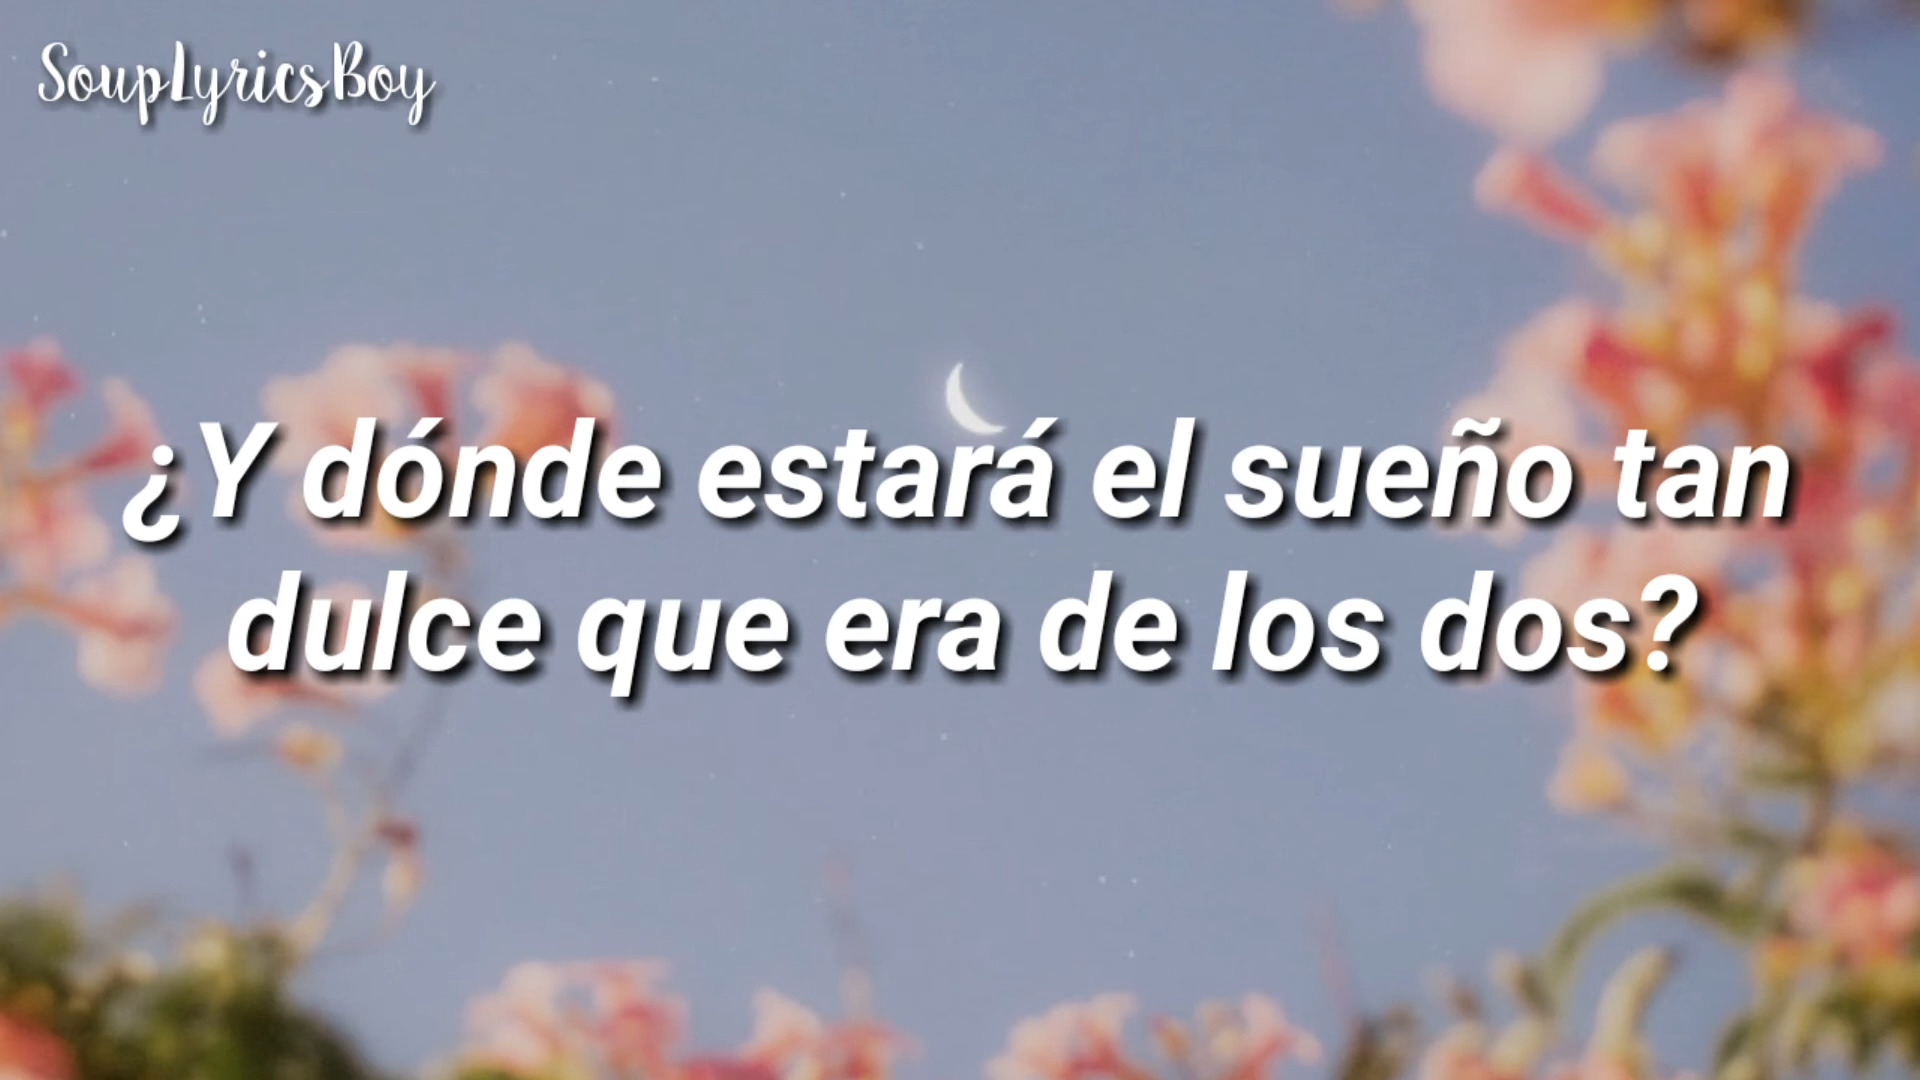 SoupLyricsBoy
¿Y dónde estará el sueño tan
dulce que era de los dos?